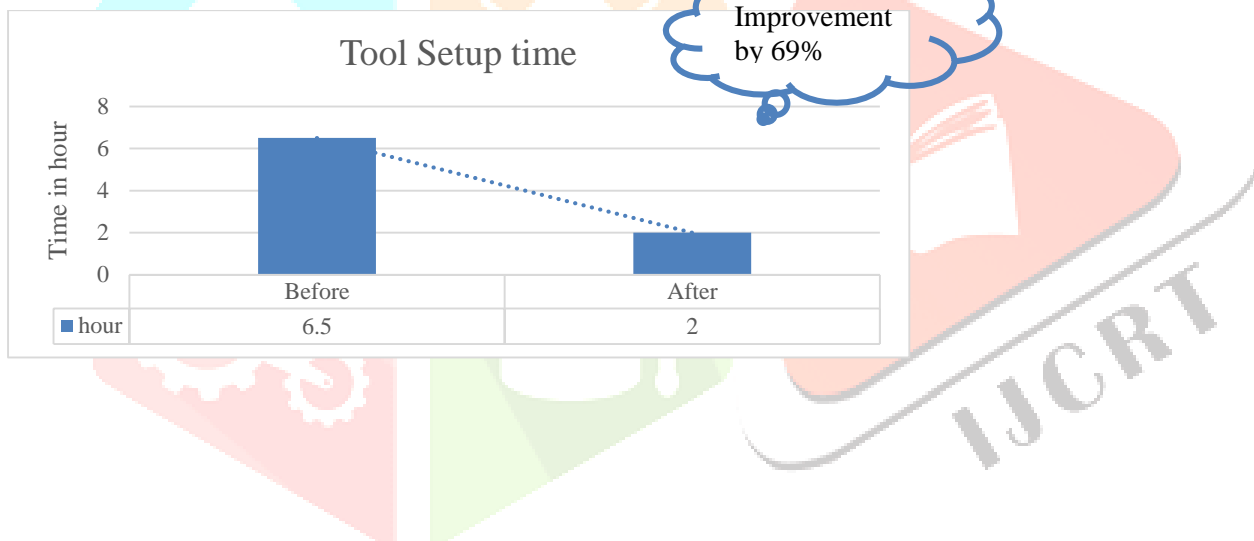 Improvement
by 69%
Tool Setup time
Time in hour
8
6
4
2
0
Before After
hour 6.5 2
IJCRT